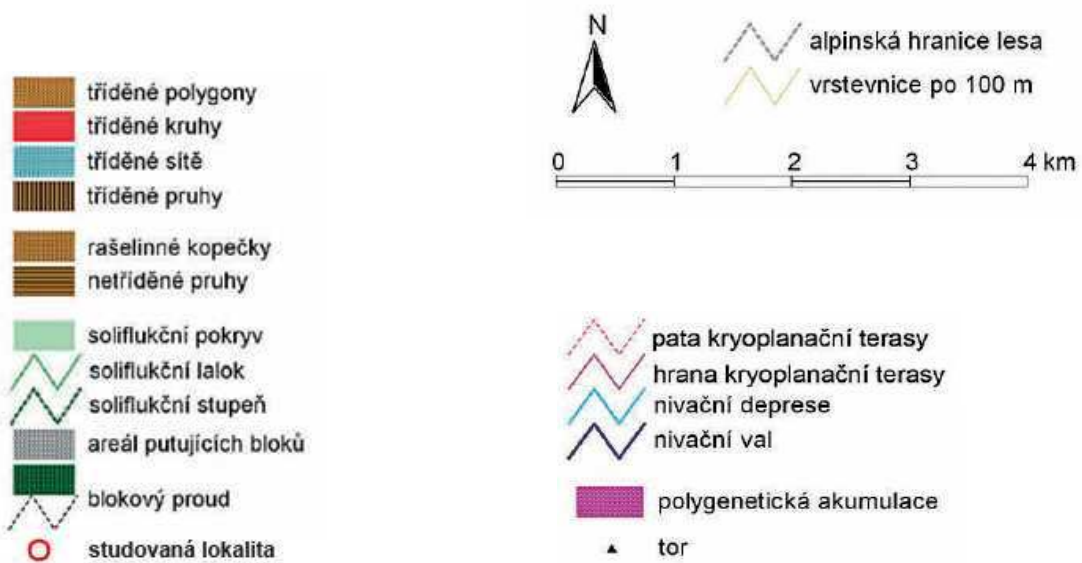 tříděné polygony
tříděné kruhy
tříděné sítě
tříděné pruhy
rašelinné kopečky
netříděné pruhy
soliflukční pokryv
soliflukční lalok
soliflukční stupeň
areál putujících bloků
blokový proud
studovaná lokalita
N
alpinská hranice lesa
vrstevnice po 100 m
0 1 2 3 4 km
pata kryoplanační terasy
hrana kryoplanační terasy
nivační deprese
nivační val
polygenetická akumulace
tor